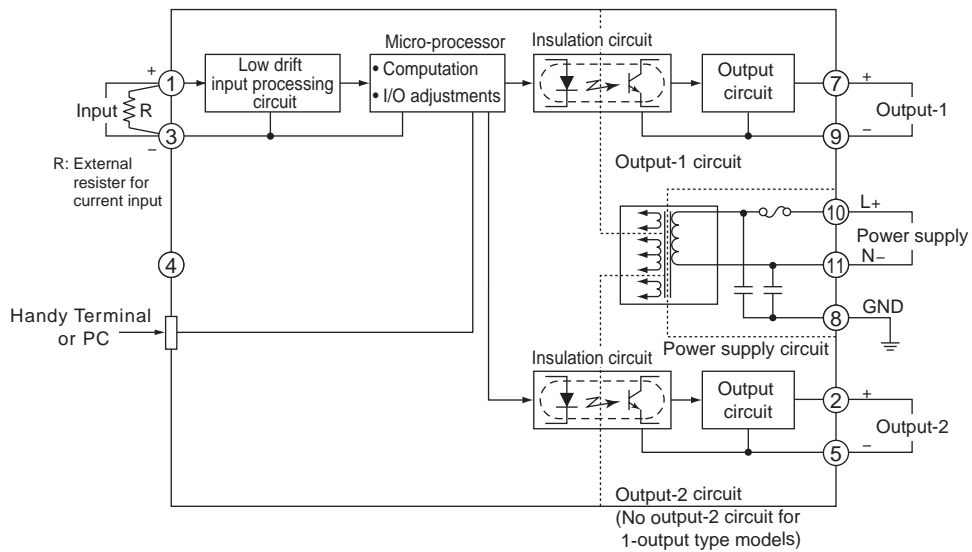 Micro-processor
Insulation circuit
+
1
Low drift
input processing
circuit
• Computation
• I/O adjustments
Output
circuit
7
+
Input
R
Output-1
3
−
9
−
R: External
resister for
current input
Output-1 circuit
10
L+
Power supply
4
11
N−
8
GND
Handy Terminal
or PC
Power supply circuit
Insulation circuit
Output
circuit
2
+
Output-2
5
−
Output-2 circuit
(No output-2 circuit for
1-output type models)